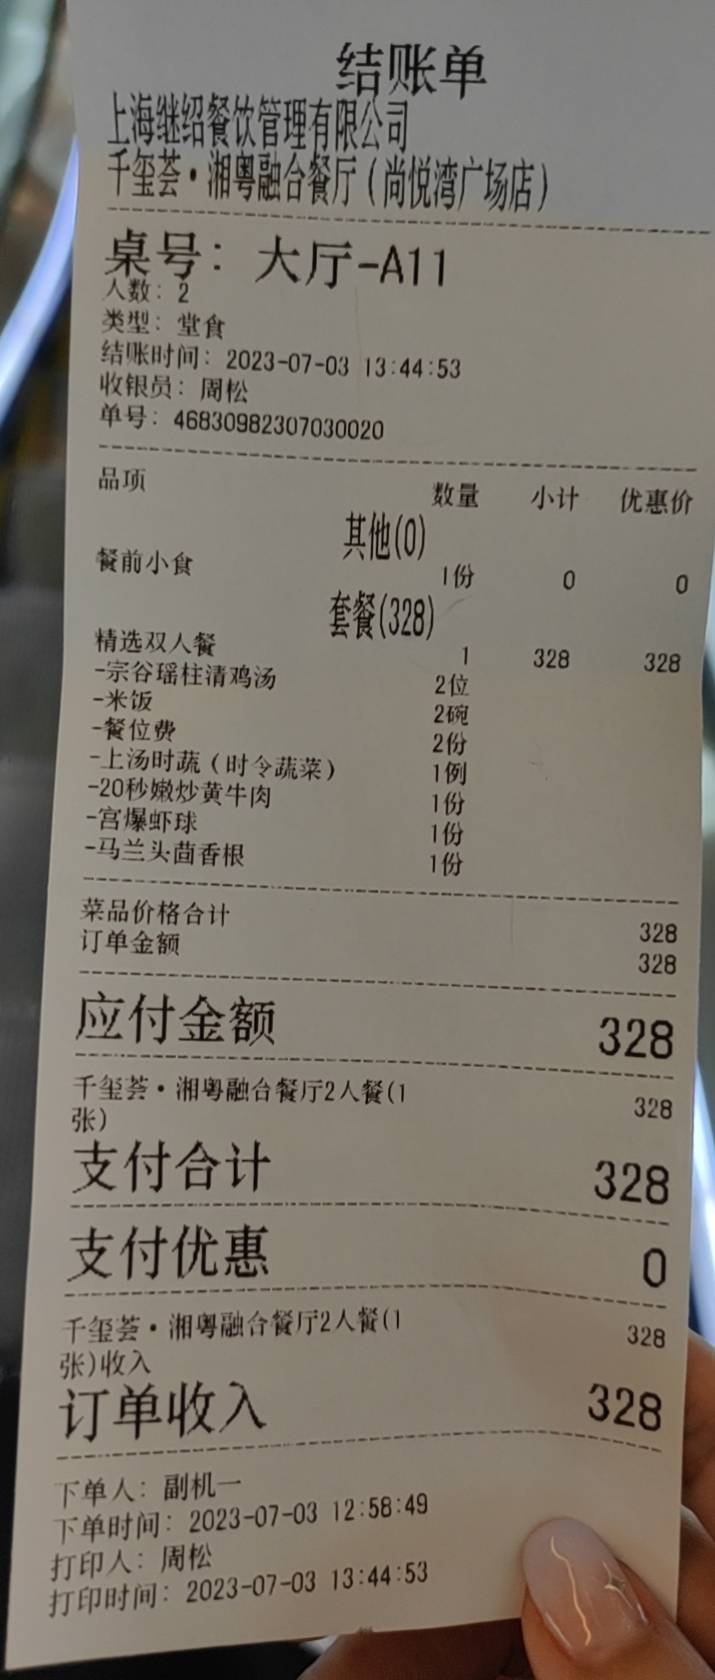 结账单
上海继绍餐饮管理有限公司
千玺荟·湘粤融合餐厅(尚悦湾广场店)
桌号: 大厅-A11
人数: 2
类型: 堂食
结账时间: 2023-07-03 13:44:53
收银员: 周松
单号: 46830982307030020
品项 数量 小计 优惠价
其他(0)
餐前小食 1份 0 0
套餐(328)
精选双人餐 1 328 328
-宗谷瑶柱清鸡汤 2位
-米饭 2碗
-餐位费 2份
-上汤时蔬(时令蔬菜) 1例
-20秒嫩炒黄牛肉 1份
-宫爆虾球 1份
-马兰头茴香根 1份
菜品价格合计 328
订单金额 328
应付金额 328
千玺荟·湘粤融合餐厅2人餐(1 328
张)
支付合计 328
支付优惠 0
千玺荟·湘粤融合餐厅2人餐(1 328
张)收入
订单收入 328
下单人: 副机一
下单时间: 2023-07-03 12:58:49
打印人: 周松
打印时间: 2023-07-03 13:44:53